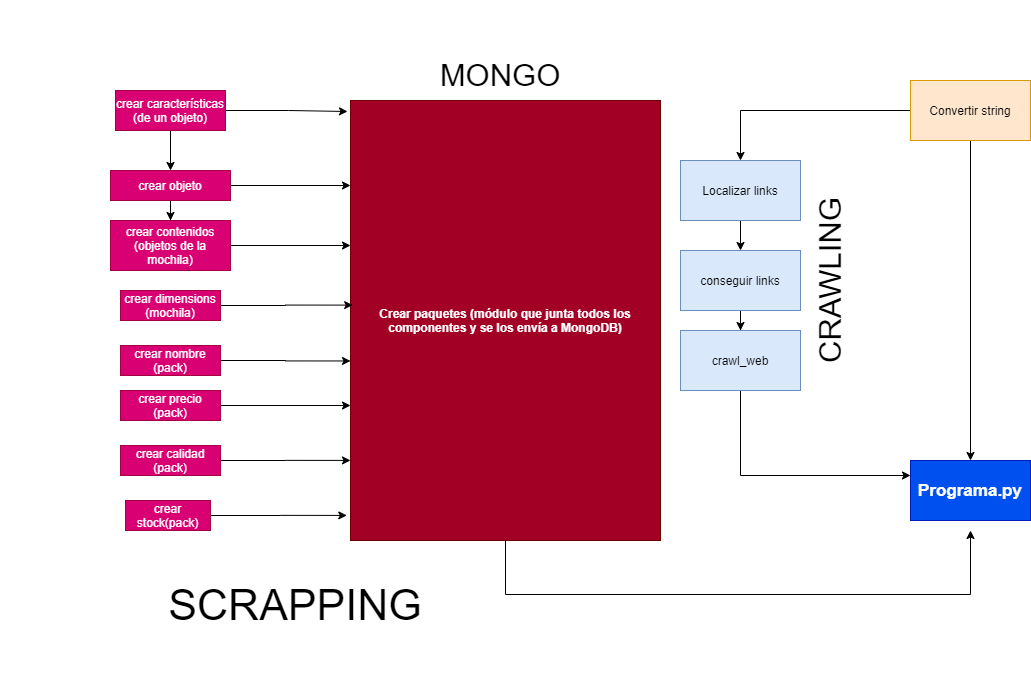 MONGO
crear características
(de un objeto)
crear objeto
crear contenidos
(objetos de la
mochila)
crear dimensions
(mochila)
crear nombre
(pack)
crear precio
(pack)
crear calidad
(pack)
crear
stock(pack)
SCRAPPING
Crear paquetes (módulo que junta todos los
componentes y se los envía a MongoDB)
Localizar links
conseguir links
crawl_web
CRAWLING
Convertir string
Programa.py